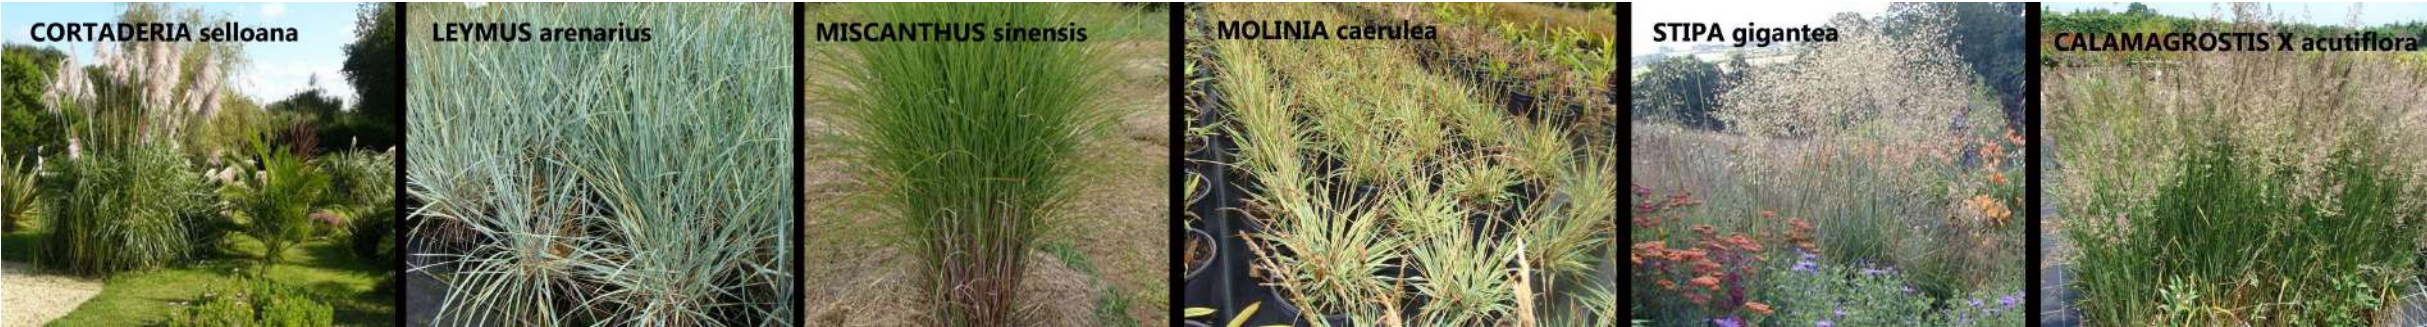 CORTADERIA selloana
LEYMUS arenarius
MISCANTHUS sinensis
MOLINIA caerulea
STIPA gigantea
CALAMAGROSTIS X acutiflora